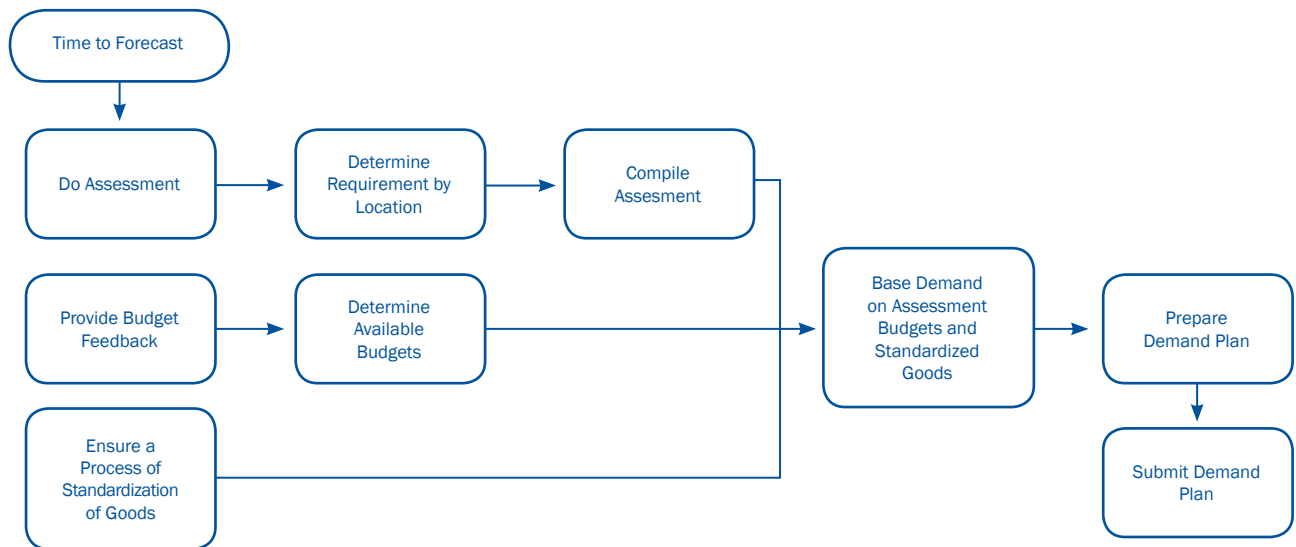 Time to Forecast
Do Assessment
Determine
Requirement by
Location
Compile
Assesment
Provide Budget
Feedback
Determine
Available
Budgets
Base Demand
on Assessment
Budgets and
Standardized
Goods
Prepare
Demand Plan
Ensure a
Process of
Standardization
of Goods
Submit Demand
Plan